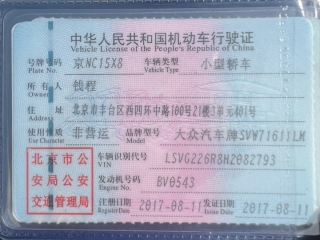 中华人民共和国机动车行驶证
Vehicle License of the People's Republic of China
号牌号码 京NC15X8 车辆类型 小型轿车
Plate No. Vehicle Type
所有人 钱程
Owner
住址 北京市丰台区西四环中路100号21楼3单元401号
Address
使用性质 非营运 品牌型号 大众汽车牌SVW71611LM
Use Character Model
北京市公安局公安交通管理局
车辆识别代号 LSVG226R8H2082793
VIN
发动机号码 BV0543
Engine No.
注册日期 2017-08-11 发证日期 2017-08-11
Register Date Issue Date